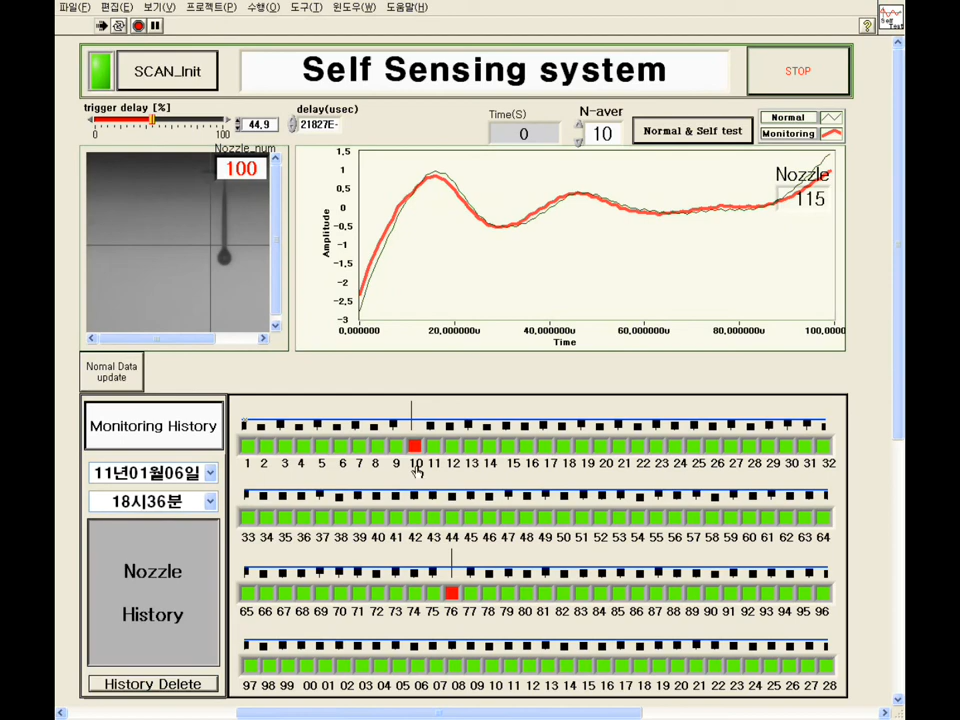 파일(F) 편집(E) 보기(V) 프로젝트(P) 수행(O) 도구(T) 윈도우(W) 도움말(H)
SCAN_Init
Self Sensing system
STOP
trigger delay [%]
0 100
44,9
delay(usec)
21827E-
Time(S)
0
N-aver
10
Normal & Self test
Normal
Monitoring
Nozzle_num
100
Nozzle
115
Amplitude
1,5
1
0,5
0
-0,5
-1
-1,5
-2
-2,5
-3
0,000000 20,000000u 40,000000u 60,000000u 80,000000u 100,0000
Time
Nomal Data
update
Monitoring History
11년01월06일
18시36분
Nozzle
History
History Delete
1 2 3 4 5 6 7 8 9 10 11 12 13 14 15 16 17 18 19 20 21 22 23 24 25 26 27 28 29 30 31 32
33 34 35 36 37 38 39 40 41 42 43 44 45 46 47 48 49 50 51 52 53 54 55 56 57 58 59 60 61 62 63 64
65 66 67 68 69 70 71 72 73 74 75 76 77 78 79 80 81 82 83 84 85 86 87 88 89 90 91 92 93 94 95 96
97 98 99 00 01 02 03 04 05 06 07 08 09 10 11 12 13 14 15 16 17 18 19 20 21 22 23 24 25 26 27 28